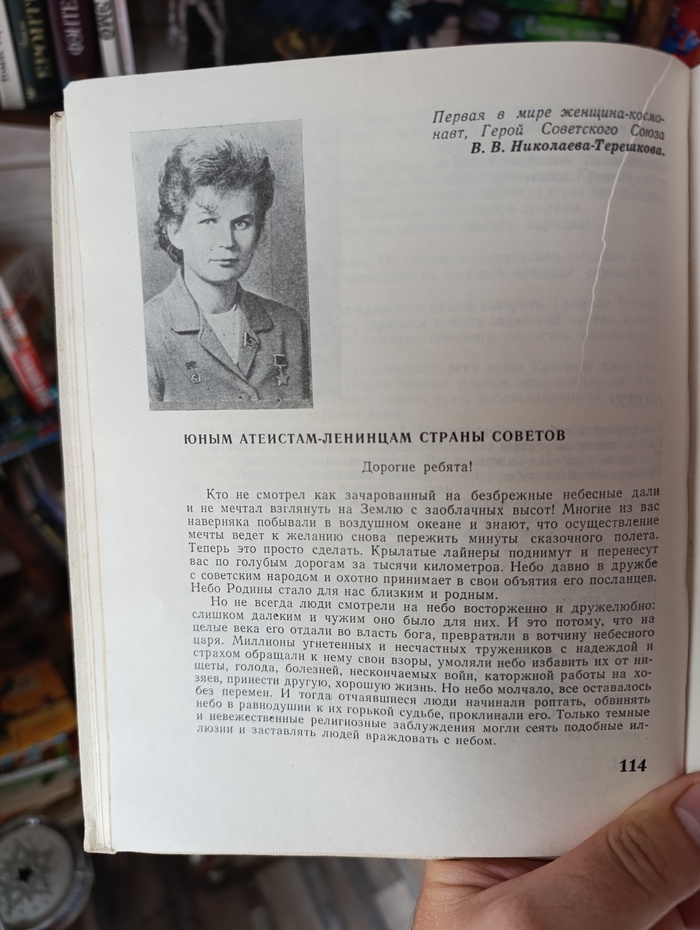 Первая в мире женщина-космо-
навт, Герой Советского Союза
В. В. Николаева-Терешкова.
ЮНЫМ АТЕИСТАМ-ЛЕНИНЦАМ СТРАНЫ СОВЕТОВ
Дорогие ребята!
Кто не смотрел как зачарованный на безбрежные небесные дали
и не мечтал взглянуть на Землю с заоблачных высот! Многие из вас
наверняка побывали в воздушном океане и знают, что осуществление
мечты ведет к желанию снова пережить минуты сказочного полета.
Теперь это просто сделать. Крылатые лайнеры поднимут и перенесут
вас по голубым дорогам за тысячи километров. Небо давно в дружбе
с советским народом и охотно принимает в свои объятия его посланцев.
Небо Родины стало для нас близким и родным.
Но не всегда люди смотрели на небо восторженно и дружелюбно:
слишком далеким и чужим оно было для них. И это потому, что на
целые века его отдали во власть бога, превратили в вотчину небесного
царя. Миллионы угнетенных и несчастных тружеников с надеждой и
страхом обращали к нему свои взоры, умоляли небо избавить их от ни-
щеты, голода, болезней, нескончаемых войн, каторжной работы на хо-
зяев, принести другую, хорошую жизнь. Но небо молчало, все оставалось
без перемен. И тогда отчаявшиеся люди начинали роптать, обвинять
небо в равнодушии к их горькой судьбе, проклинали его. Только темные
и невежественные религиозные заблуждения могли сеять подобные ил-
люзии и заставлять людей враждовать с небом.
114